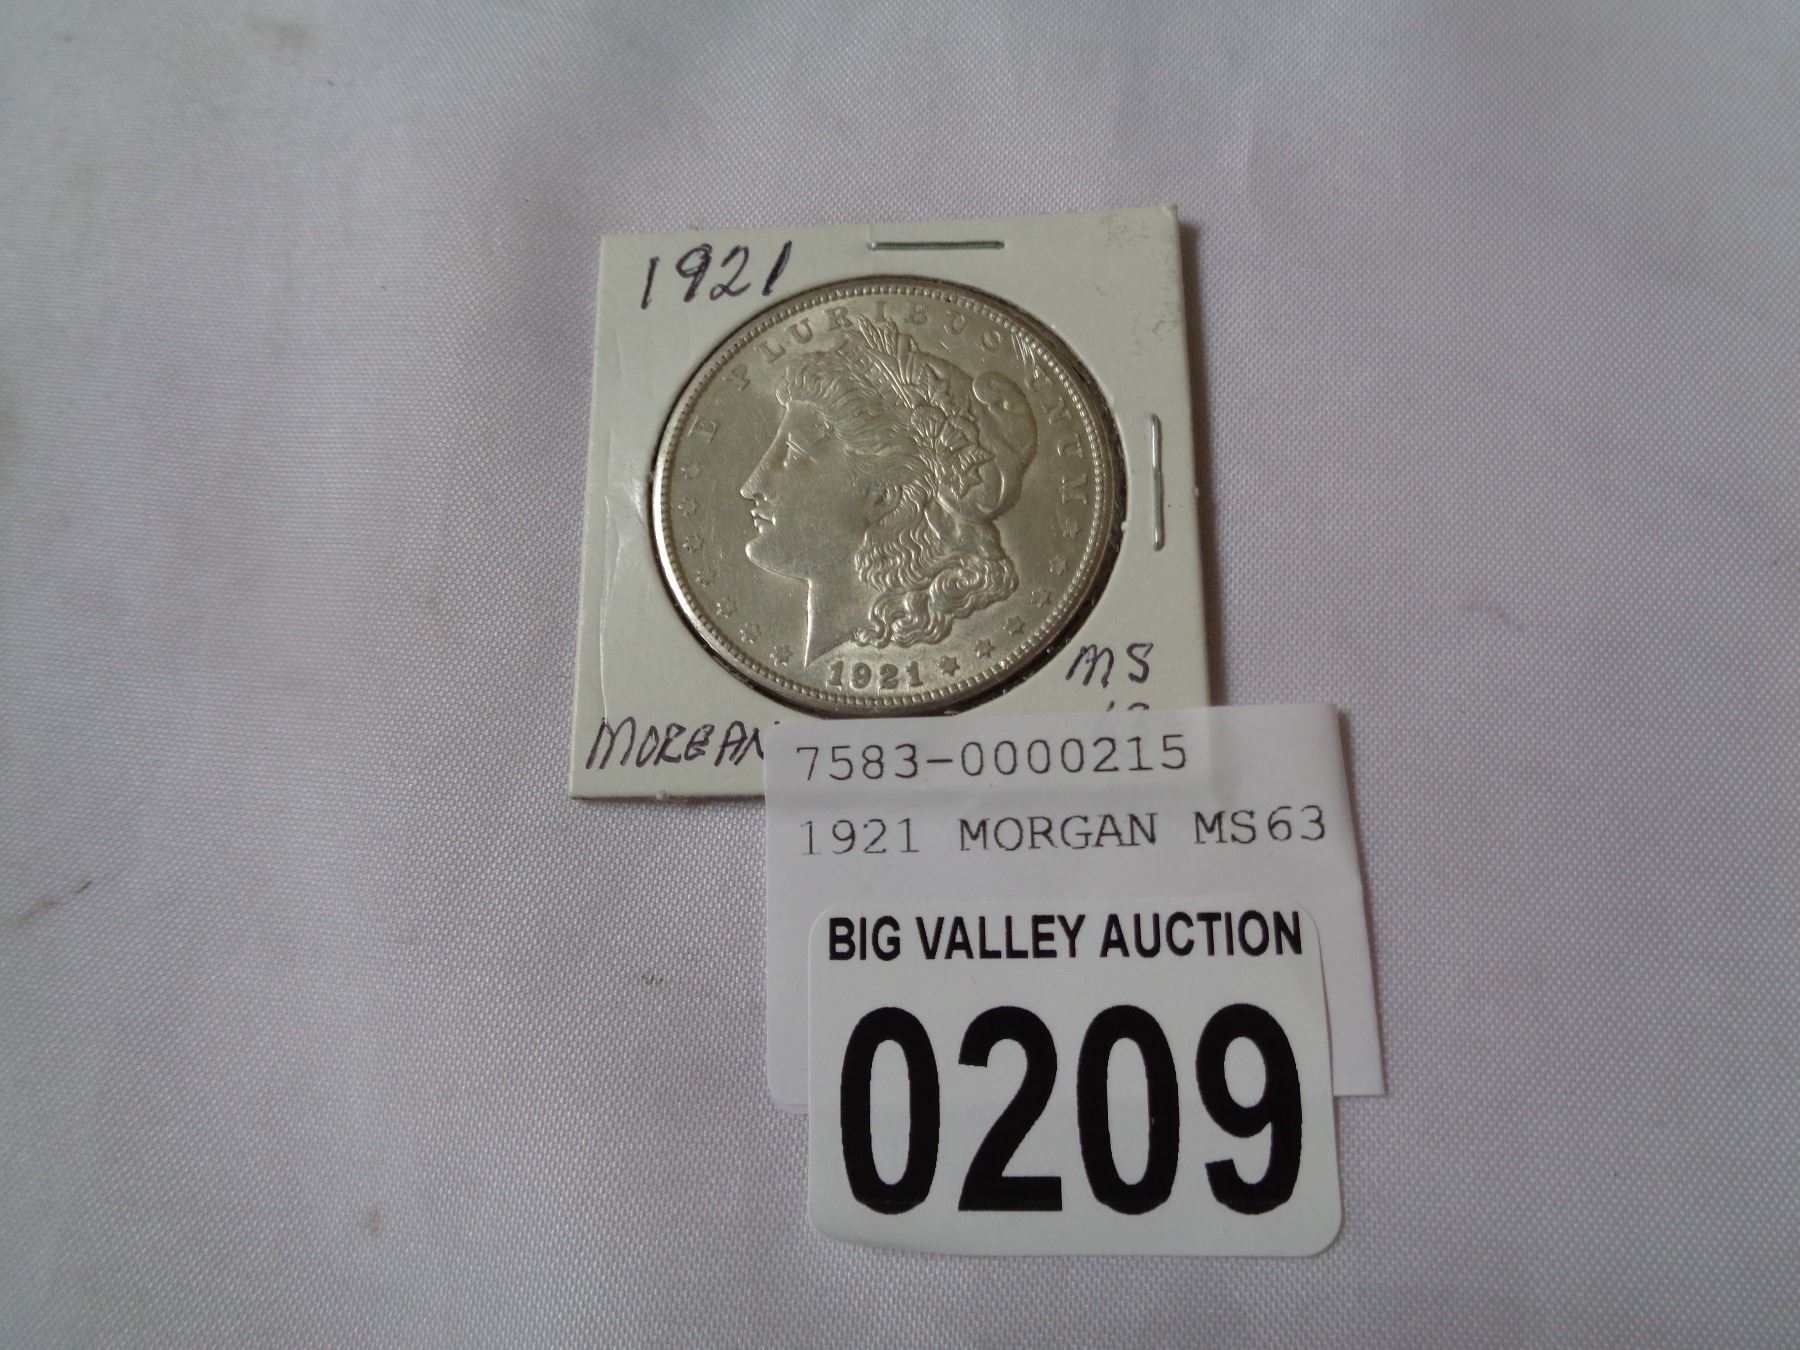 1921
E PLURIBUS UNUM
1921
MS
MORGAN
7583-0000215
1921 MORGAN MS63
BIG VALLEY AUCTION
0209